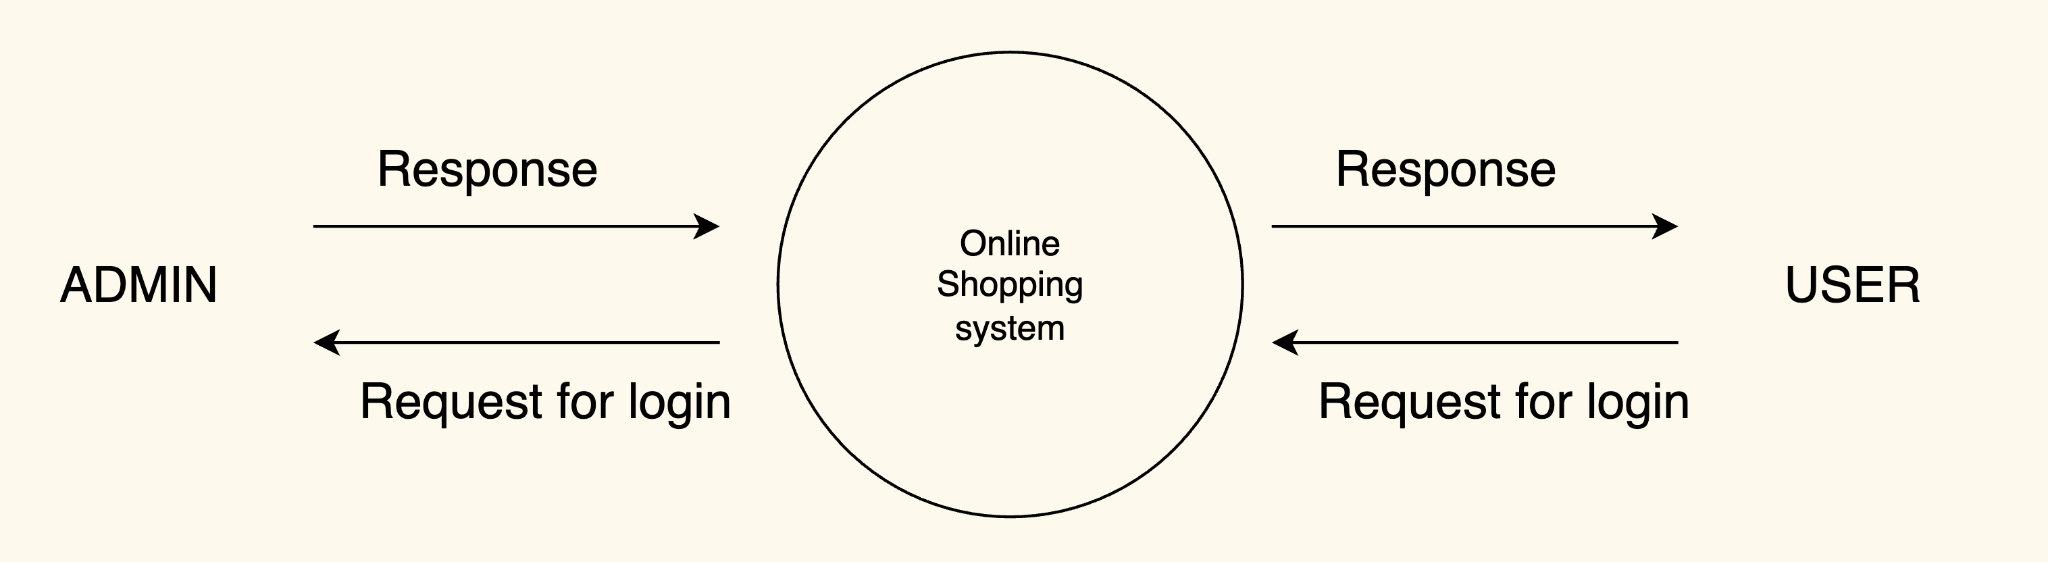 Response
Response
Online
Shopping
system
ADMIN
USER
Request for login
Request for login